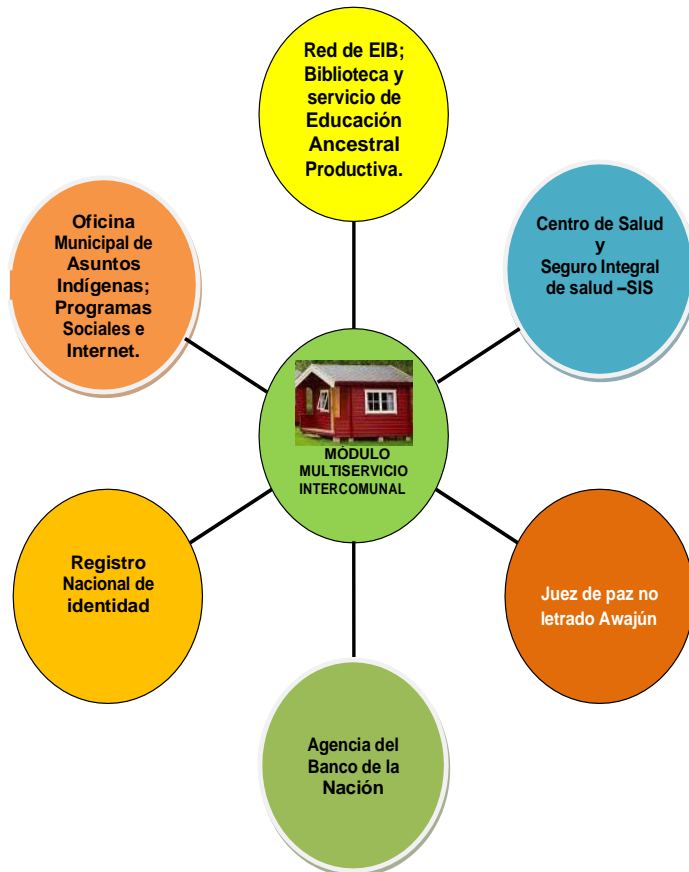 Red de EIB;
Biblioteca y
servicio de
Educación
Ancestral
Productiva.
Oficina
Municipal de
Asuntos
Indígenas;
Programas
Sociales e
Internet.
Centro de Salud
y
Seguro Integral
de salud –SIS
MÓDULO
MULTISERVICIO
INTERCOMUNAL
Registro
Nacional de
identidad
Juez de paz no
letrado Awajún
Agencia del
Banco de la
Nación